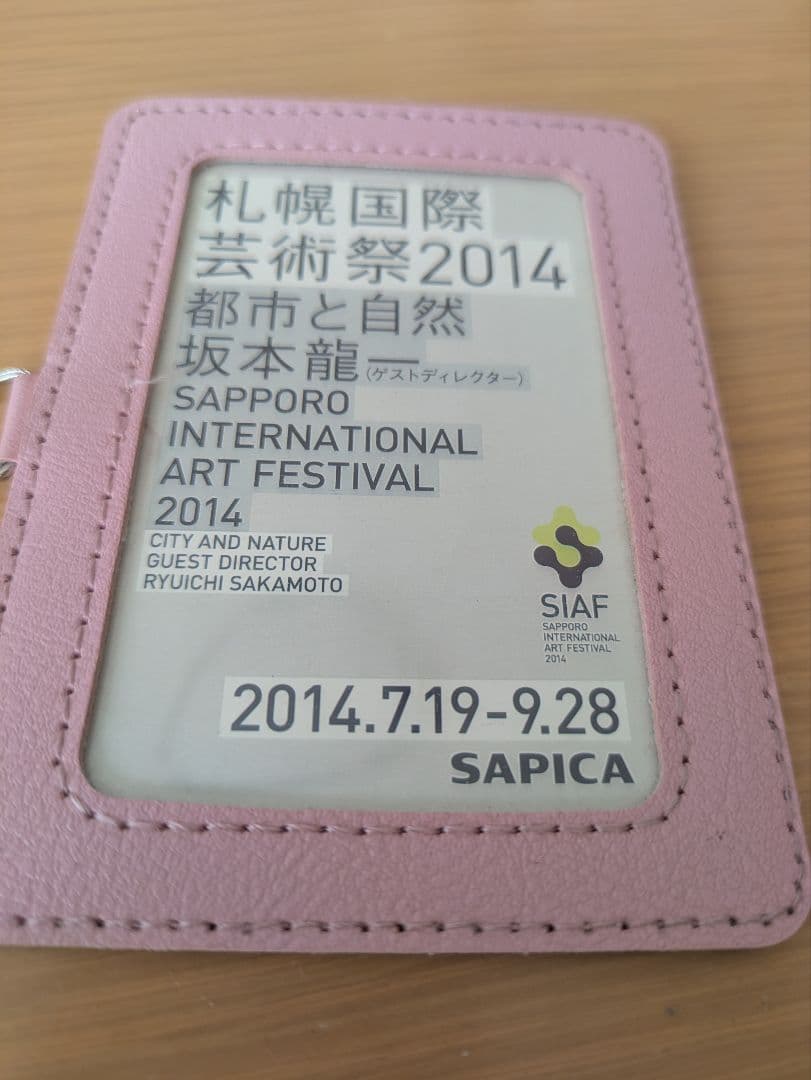 札幌国際
芸術祭2014
都市と自然
坂本龍一(ゲストディレクター)
SAPPORO
INTERNATIONAL
ART FESTIVAL
2014
CITY AND NATURE
GUEST DIRECTOR
RYUICHI SAKAMOTO
SIAF
SAPPORO
INTERNATIONAL
ART FESTIVAL
2014
2014.7.19-9.28
SAPICA